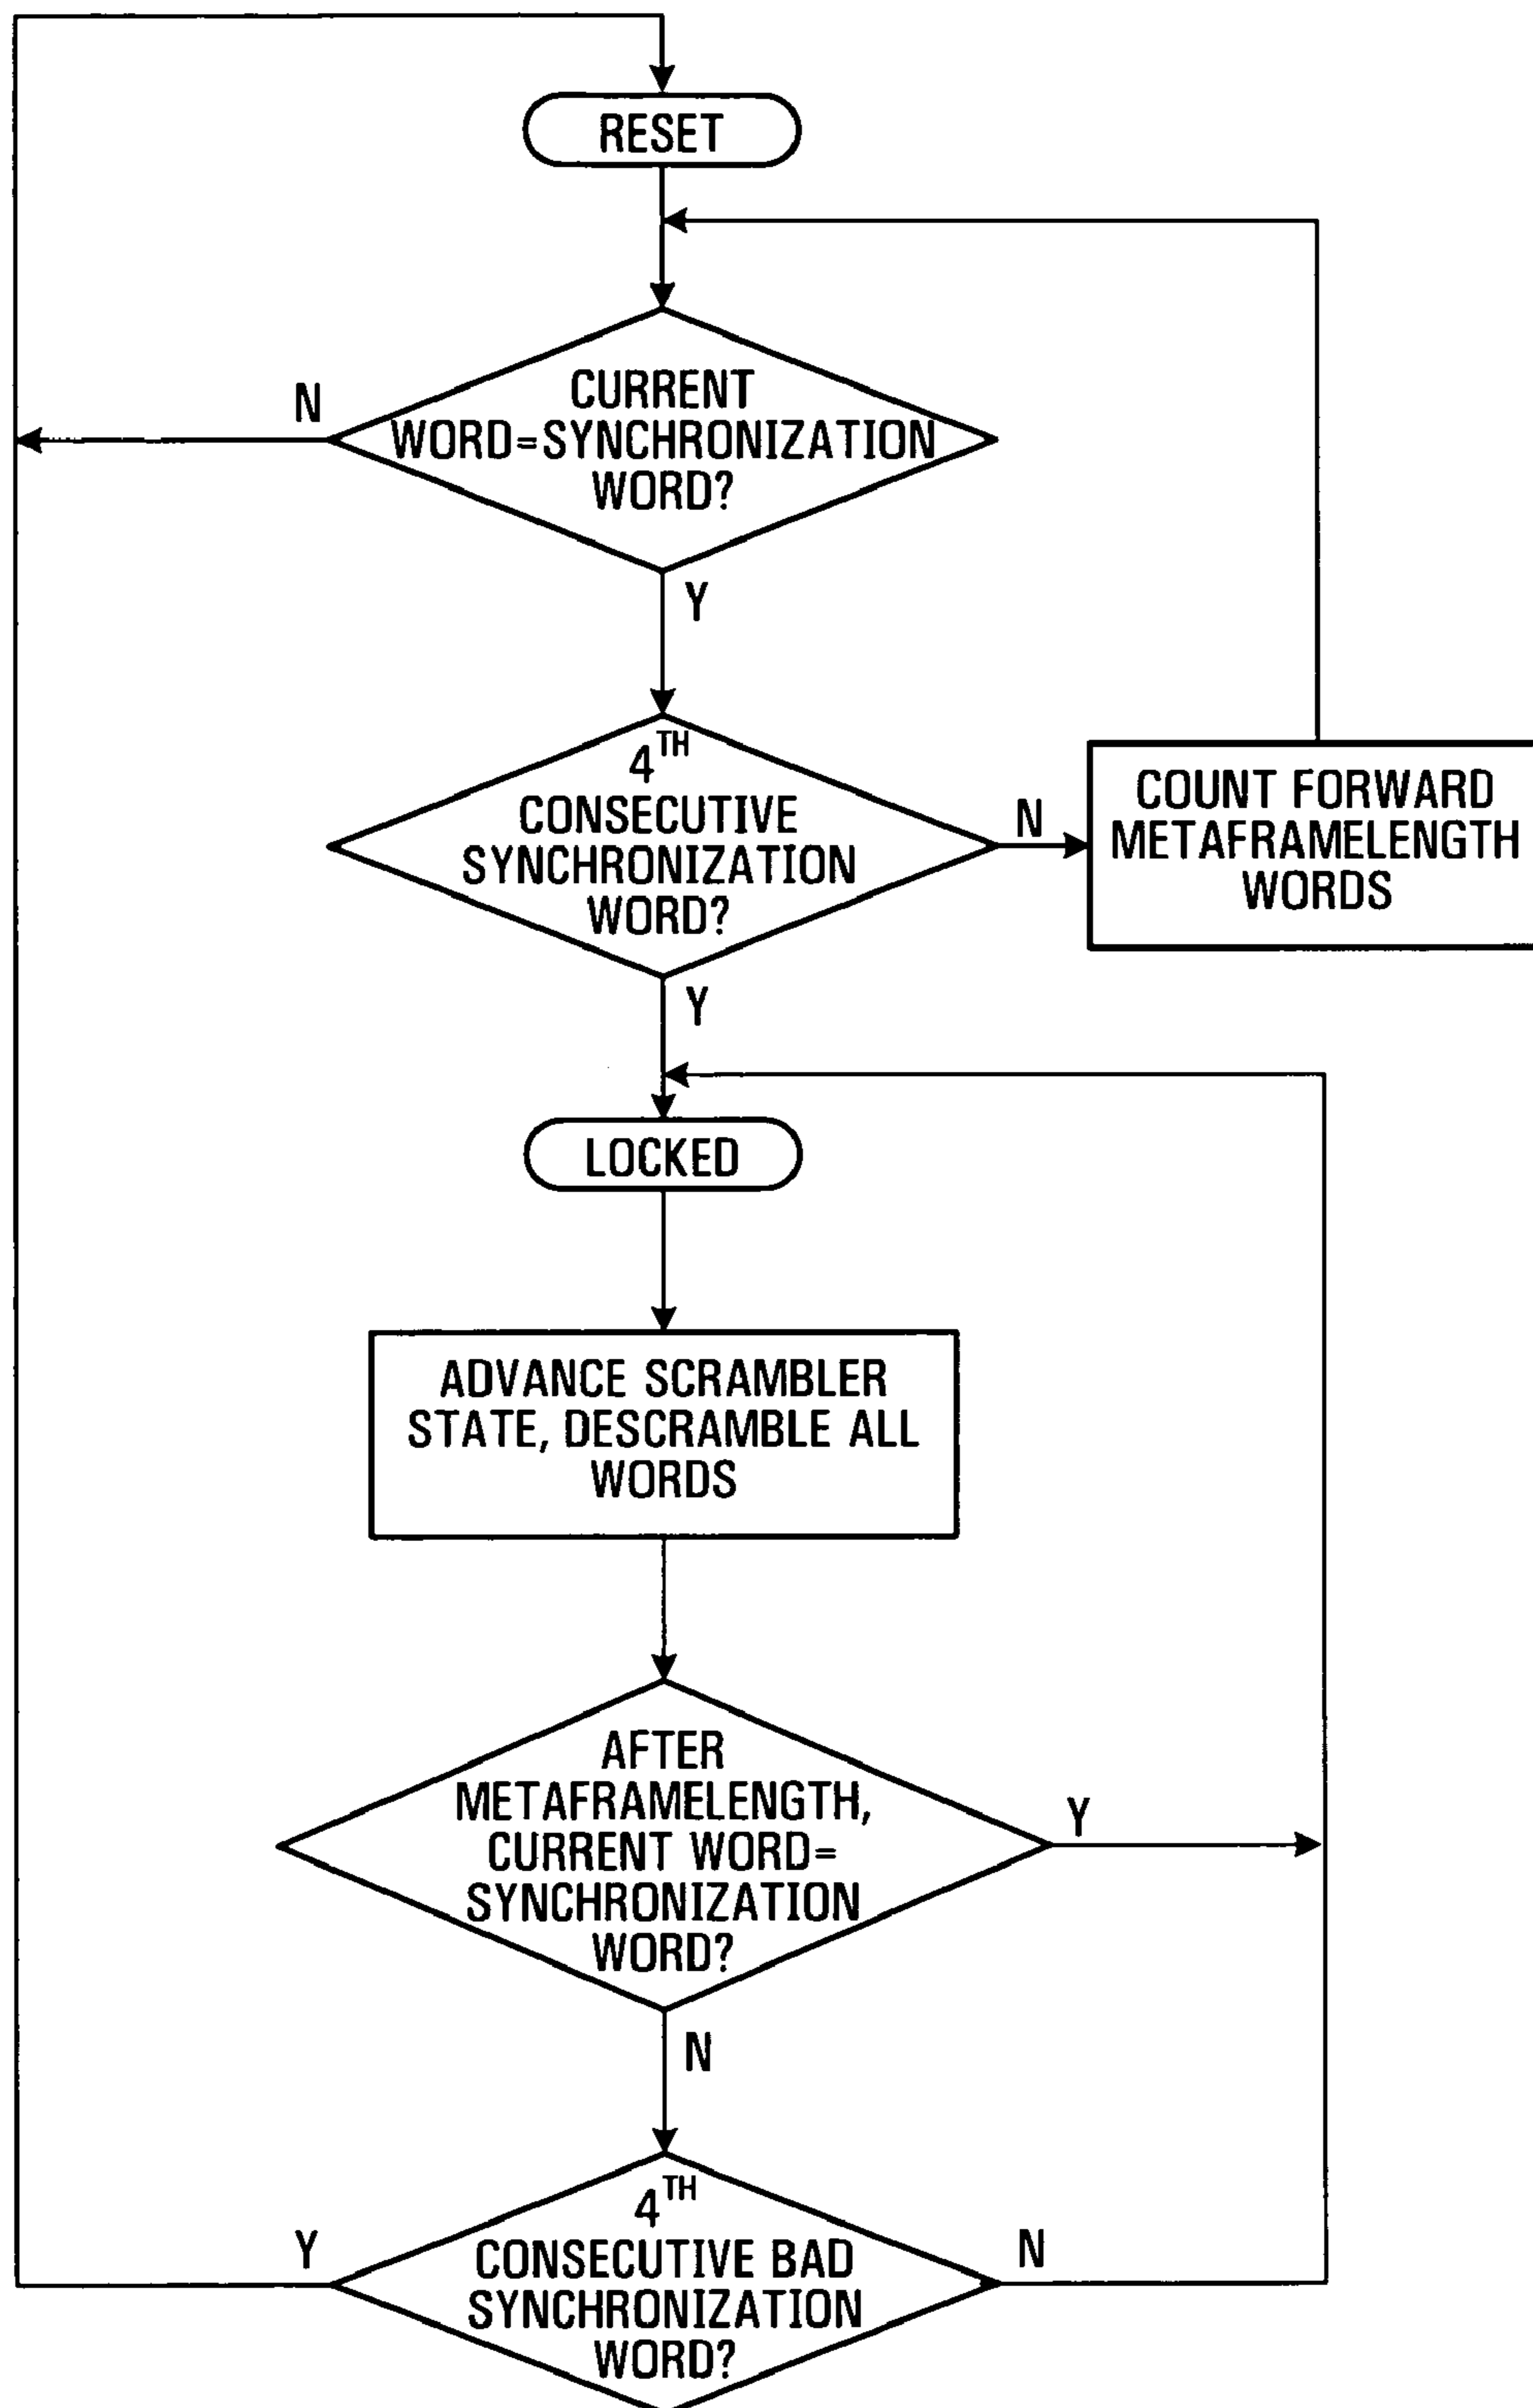 RESET
CURRENT
WORD=SYNCHRONIZATION
WORD?
N
Y
4TH
CONSECUTIVE
SYNCHRONIZATION
WORD?
N
COUNT FORWARD
METAFRAMELENGTH
WORDS
Y
LOCKED
ADVANCE SCRAMBLER
STATE, DESCRAMBLE ALL
WORDS
AFTER
METAFRAMELENGTH,
CURRENT WORD=
SYNCHRONIZATION
WORD?
Y
N
4TH
CONSECUTIVE BAD
SYNCHRONIZATION
WORD?
Y
N